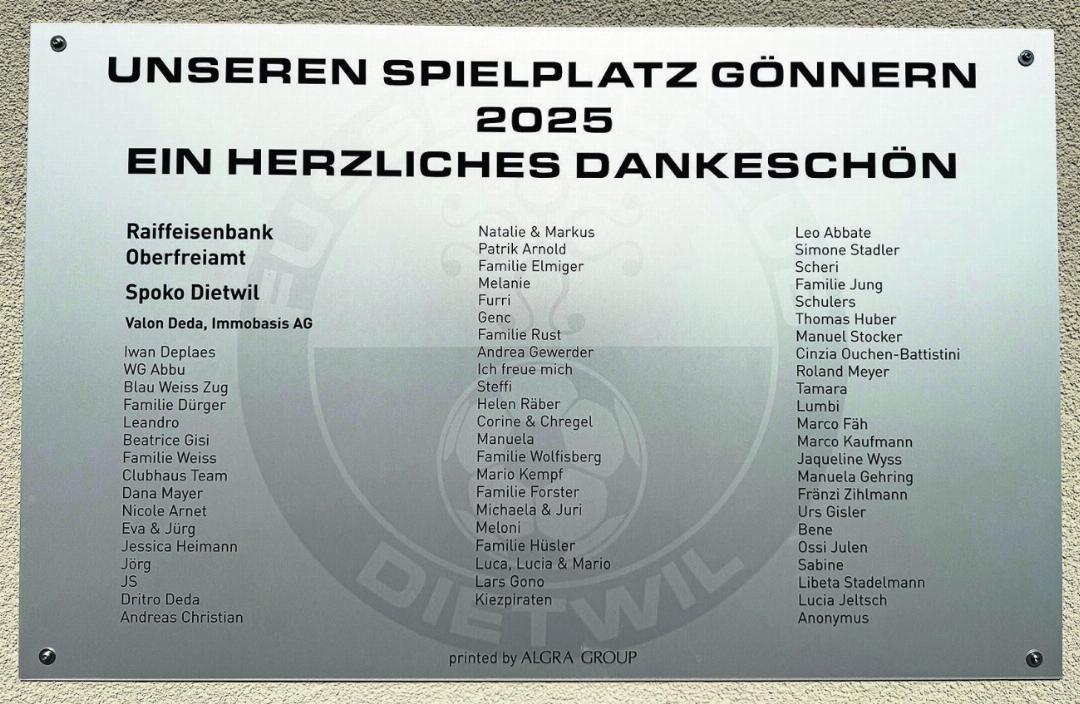 UNSEREN SPIELPLATZ GÖNNERN
2025
EIN HERZLICHES DANKESCHÖN
Raiffeisenbank
Oberfreiamt
Spoko Dietwil
Valon Deda, Immobasis AG
Iwan Deplaes
WG Abbu
Blau Weiss Zug
Familie Dürger
Leandro
Beatrice Gisi
Familie Weiss
Clubhaus Team
Dana Mayer
Nicole Arnet
Eva & Jürg
Jessica Heimann
Jörg
JS
Dritro Deda
Andreas Christian
Natalie & Markus
Patrik Arnold
Familie Elmiger
Melanie
Furri
Genc
Familie Rust
Andrea Gewerder
Ich freue mich
Steffi
Helen Räber
Corine & Chregel
Manuela
Familie Wolfisberg
Mario Kempf
Familie Forster
Michaela & Juri
Meloni
Familie Hüsler
Luca, Lucia & Mario
Lars Gono
Kiezpiraten
Leo Abbate
Simone Stadler
Scheri
Familie Jung
Schulers
Thomas Huber
Manuel Stocker
Cinzia Ouchen-Battistini
Roland Meyer
Tamara
Lumbi
Marco Fäh
Marco Kaufmann
Jaqueline Wyss
Manuela Gehring
Fränzi Zihlmann
Urs Gisler
Bene
Ossi Julen
Sabine
Libeta Stadelmann
Lucia Jeltsch
Anonymus
DIETWIL
printed by ALGRA GROUP